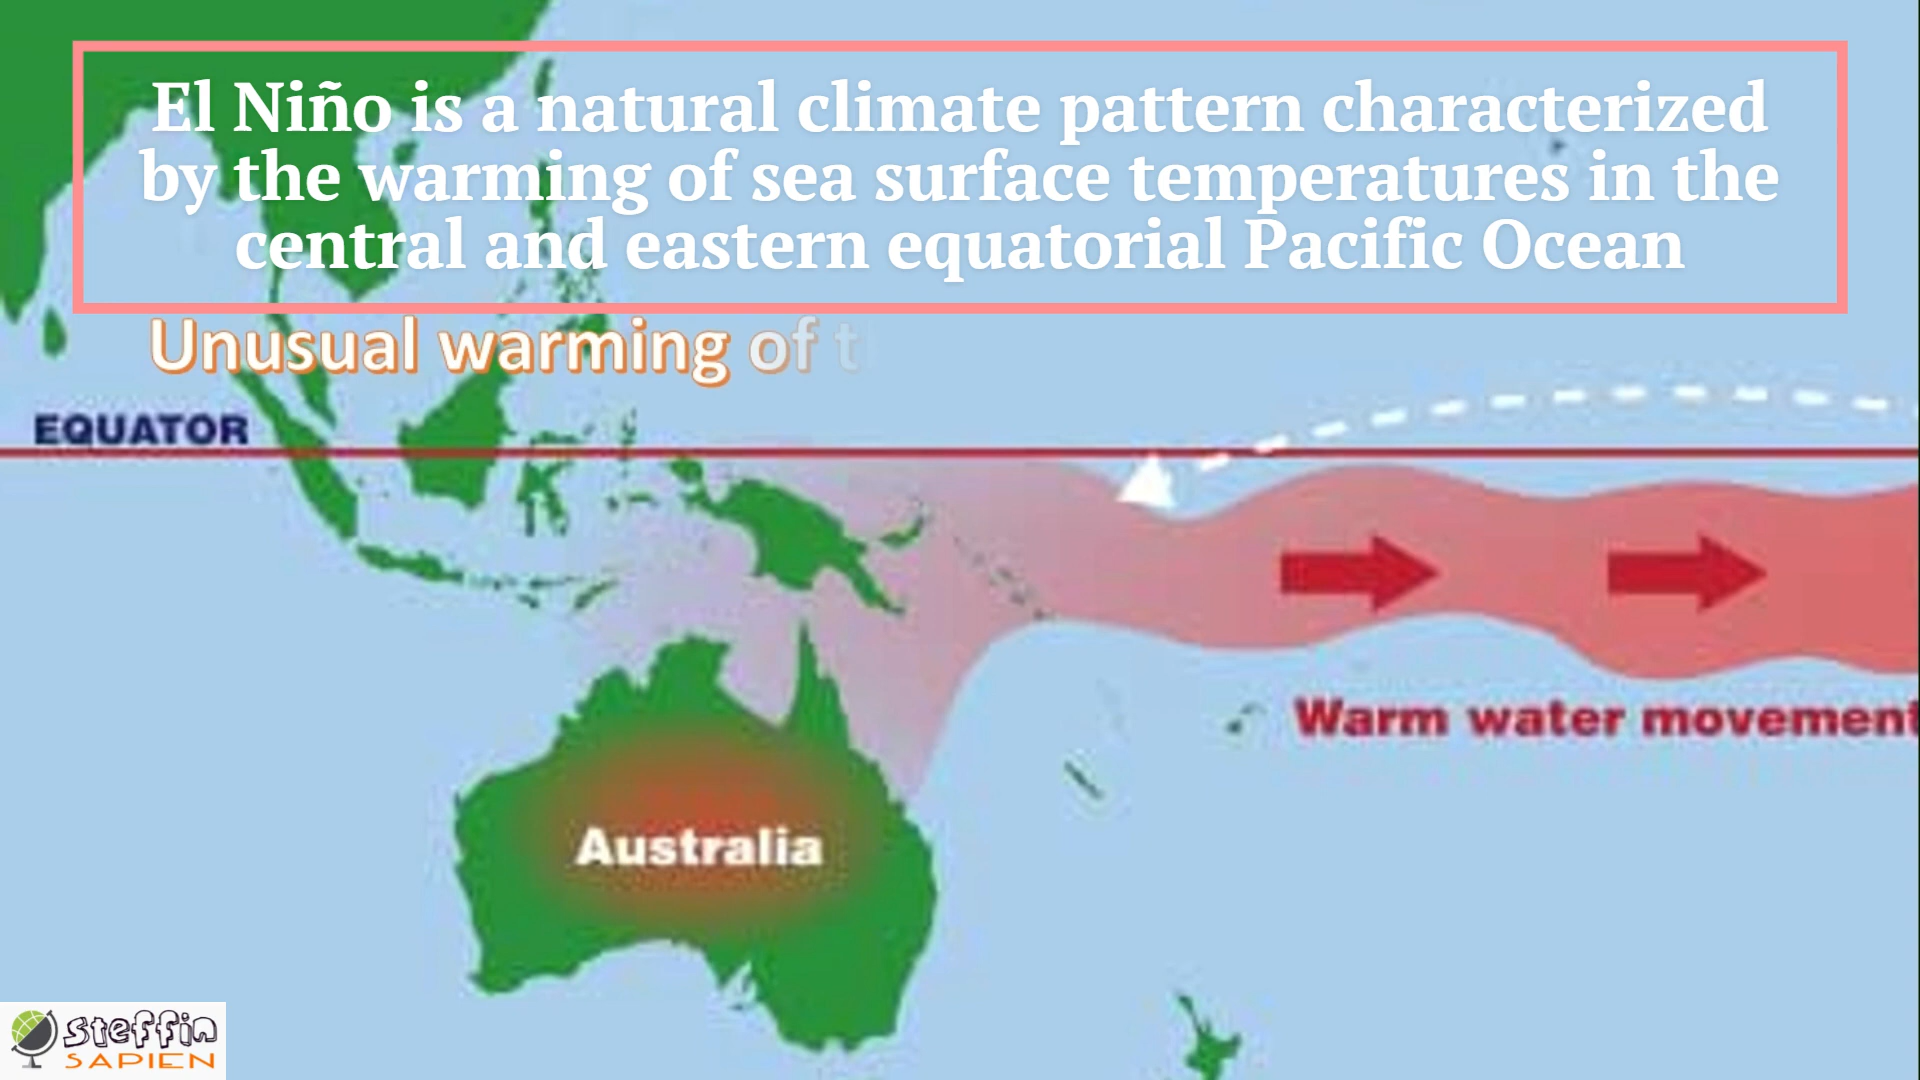 El Niño is a natural climate pattern characterized
by the warming of sea surface temperatures in the
central and eastern equatorial Pacific Ocean
Unusual warming of t
EQUATOR
Warm water movement
Australia
steffin
SAPIEN